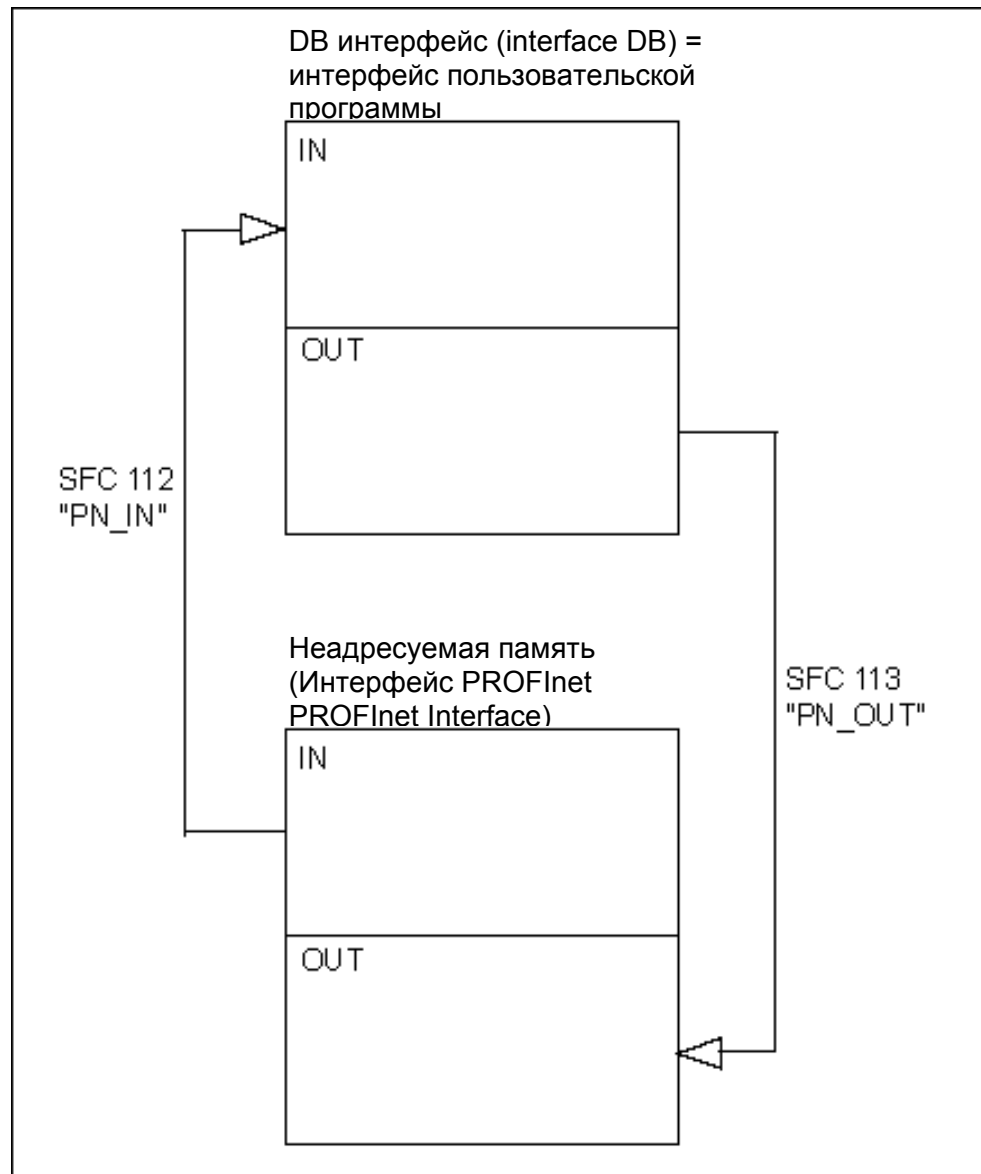 DB интерфейс (interface DB) =
интерфейс пользовательской
программы
IN
OUT
SFC 112
"PN_IN"
Неадресуемая память
(Интерфейс PROFInet
PROFInet Interface)
SFC 113
"PN_OUT"
IN
OUT